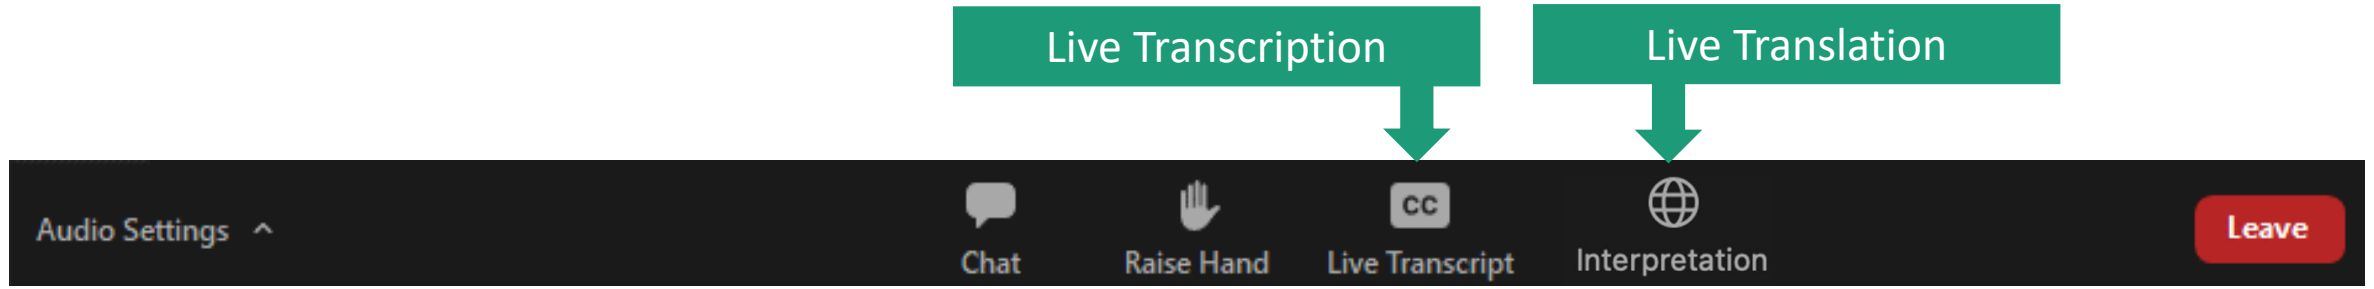 Live Transcription
Live Translation
Audio Settings
Chat
Raise Hand
CC
Live Transcript
Interpretation
Leave